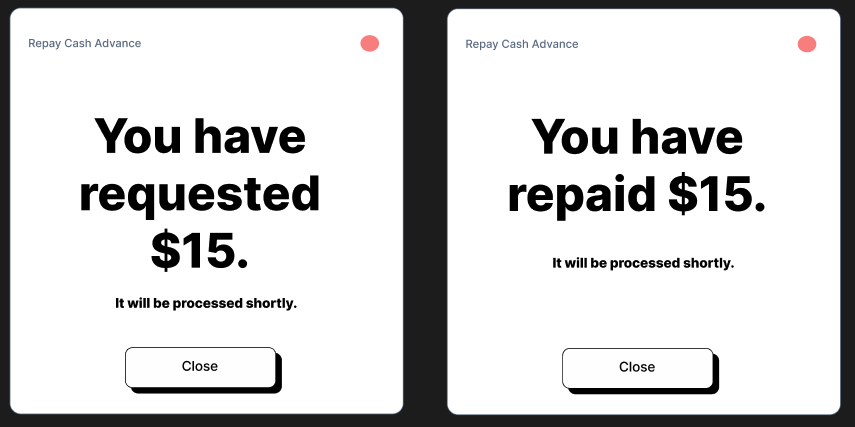 Repay Cash Advance
You have
requested
$15.
It will be processed shortly.
Close
Repay Cash Advance
You have
repaid $15.
It will be processed shortly.
Close